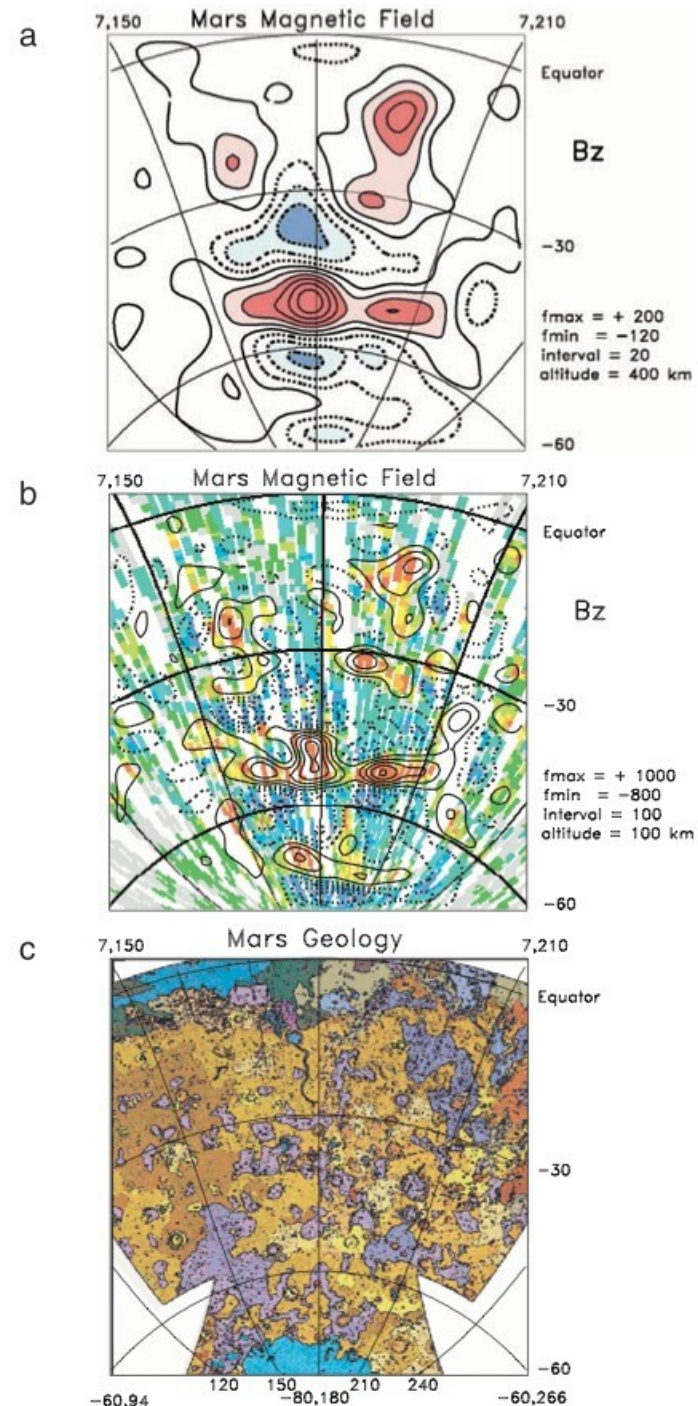 a
7,150 Mars Magnetic Field 7,210
Equator
Bz
-30
fmax = + 200
fmin = -120
interval = 20
altitude = 400 km
-60
b
7,150 Mars Magnetic Field 7,210
Equator
Bz
-30
fmax = + 1000
fmin = -800
interval = 100
altitude = 100 km
-60
c
7,150 Mars Geology 7,210
Equator
-30
-60
120 150 210 240
-60,94 -80,180 -60,266